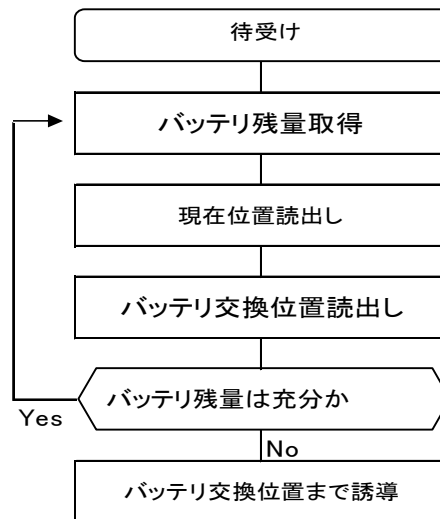 待受け
バッテリ残量取得
現在位置読出し
バッテリ交換位置読出し
バッテリ残量は充分か
Yes
No
バッテリ交換位置まで誘導